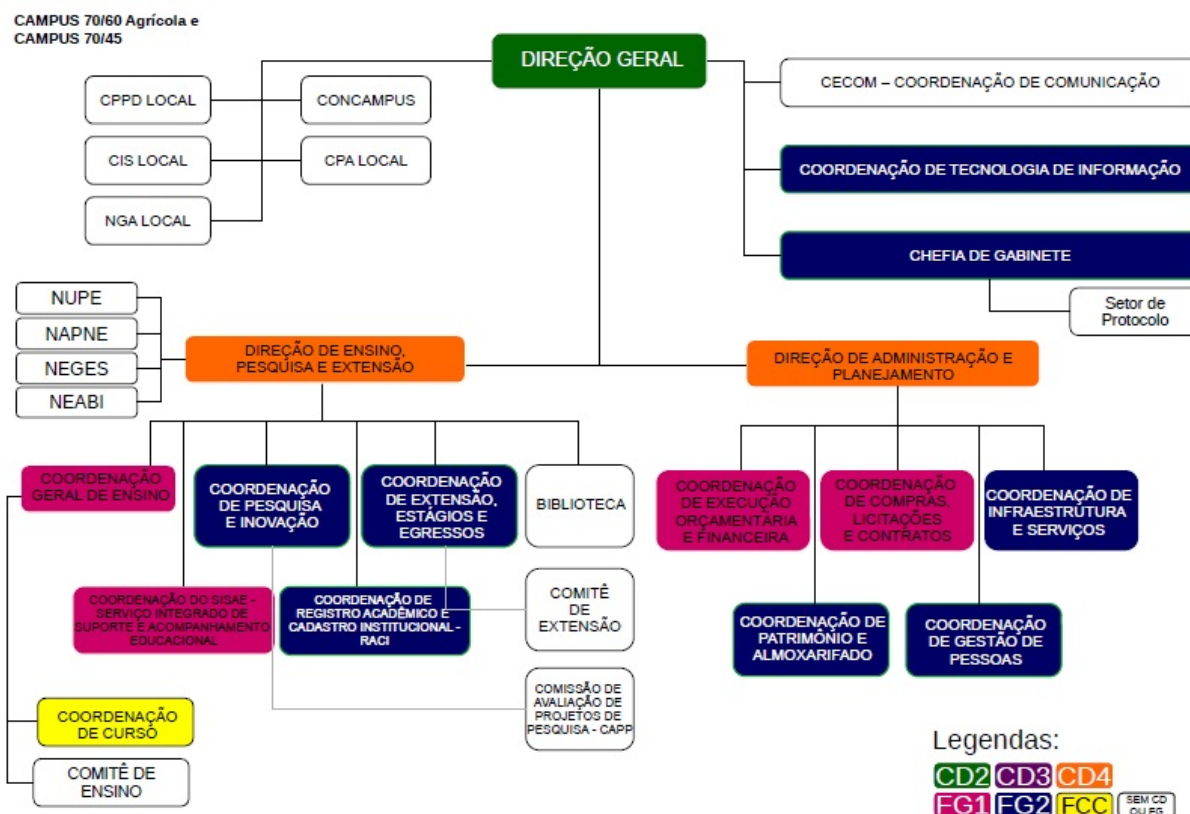 CAMPUS 70/60 Agrícola e
CAMPUS 70/45
DIREÇÃO GERAL
CPPD LOCAL
CONCAMPUS
CIS LOCAL
CPA LOCAL
NGA LOCAL
CECOM – COORDENAÇÃO DE COMUNICAÇÃO
COORDENAÇÃO DE TECNOLOGIA DE INFORMAÇÃO
CHEFIA DE GABINETE
Setor de
Protocolo
NUPE
NAPNE
NEGES
NEABI
DIREÇÃO DE ENSINO,
PESQUISA E EXTENSÃO
DIREÇÃO DE ADMINISTRAÇÃO E
PLANEJAMENTO
COORDENAÇÃO
GERAL DE ENSINO
COORDENAÇÃO
DE PESQUISA
E INOVAÇÃO
COORDENAÇÃO
DE EXTENSÃO,
ESTÁGIOS E
EGRESSOS
BIBLIOTECA
COORDENAÇÃO
DE EXECUÇÃO
ORÇAMENTÁRIA
E FINANCEIRA
COORDENAÇÃO
DE COMPRAS,
LICITAÇÕES
E CONTRATOS
COORDENAÇÃO DE
INFRAESTRUTURA
E SERVIÇOS
COORDENAÇÃO DO SISAE -
SERVIÇO INTEGRADO DE
SUPORTE E ACOMPANHAMENTO
EDUCACIONAL
COORDENAÇÃO DE
REGISTRO ACADÊMICO E
CADASTRO INSTITUCIONAL -
RACI
COMITÊ
DE
EXTENSÃO
COORDENAÇÃO DE
PATRIMÔNIO E
ALMOXARIFADO
COORDENAÇÃO
DE GESTÃO DE
PESSOAS
COMISSÃO DE
AVALIAÇÃO DE
PROJETOS DE
PESQUISA - CAPP
COORDENAÇÃO
DE CURSO
COMITÊ DE
ENSINO
Legendas:
CD2 CD3 CD4
FG1 FG2 FCC SEM CD
OU FG